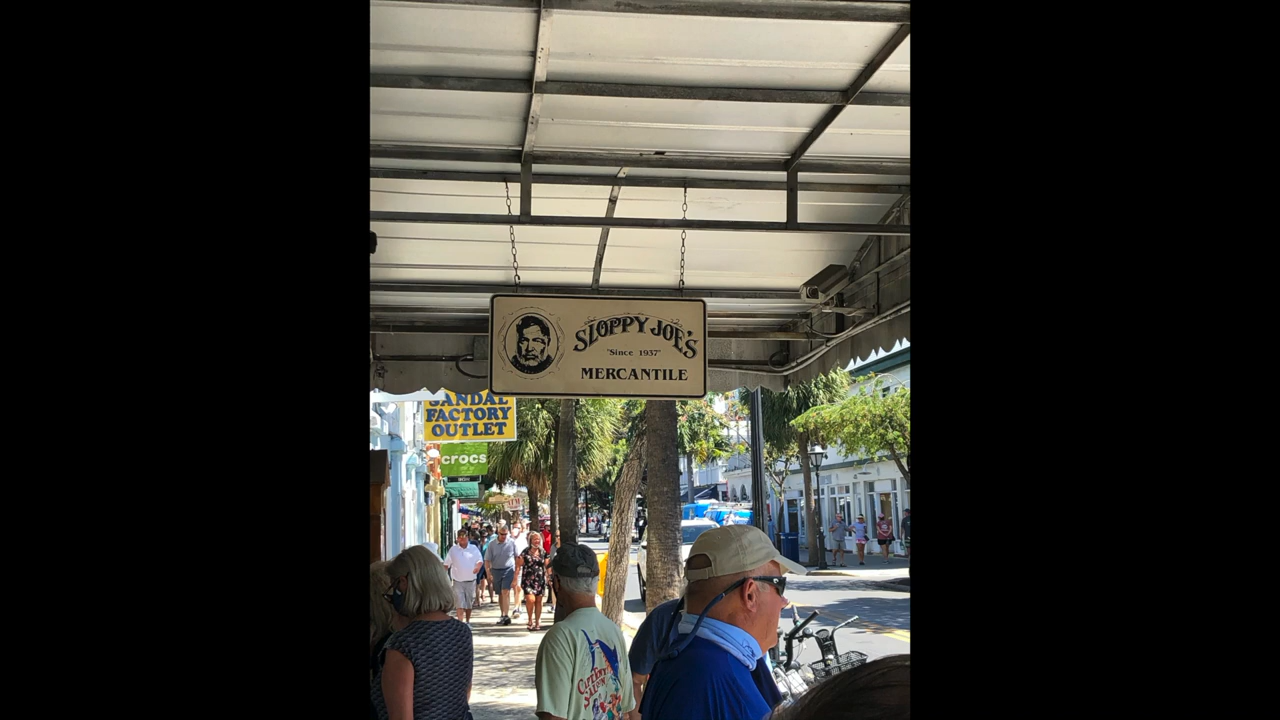 SLOPPY JOE'S
"Since 1937"
MERCANTILE
SANDAL
FACTORY
OUTLET
crocs